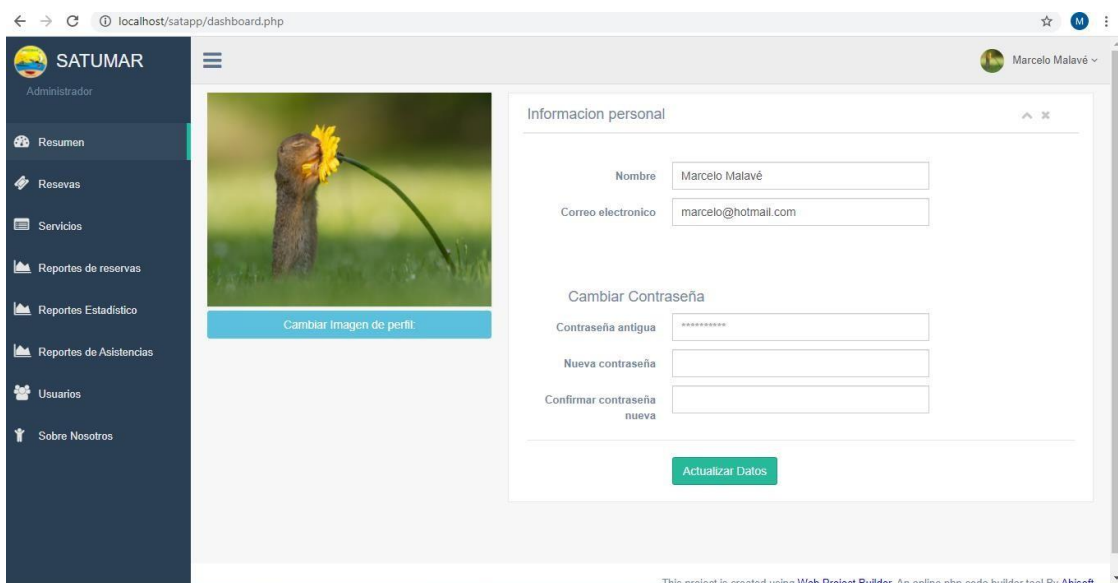 localhost/satapp/dashboard.php
M
SATUMAR
Administrador
Marcelo Malavé
Resumen
Resevas
Servicios
Reportes de reservas
Reportes Estadístico
Reportes de Asistencias
Usuarios
Sobre Nosotros
Cambiar Imagen de perfil:
Informacion personal
Nombre
Marcelo Malavé
Correo electronico
marcelo@hotmail.com
Cambiar Contraseña
Contraseña antigua
**********
Nueva contraseña
Confirmar contraseña
nueva
Actualizar Datos
This project is created using Web Project Builder. An online php code builder tool By Abisoft